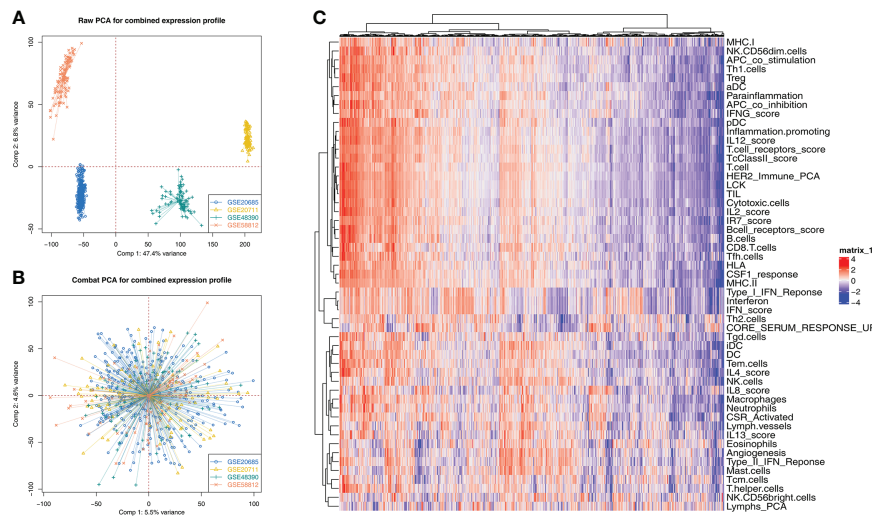 A
Raw PCA for combined expression profile
Comp 2: 6.8% variance
100
50
0
−50
−100
−50
0
50
100
150
200
Comp 1: 47.4% variance
GSE20685
GSE20711
GSE48390
GSE58812
B
Combat PCA for combined expression profile
Comp 2: 4.6% variance
100
50
0
−50
−100
−100
−50
0
50
100
Comp 1: 5.5% variance
GSE20685
GSE20711
GSE48390
GSE58812
C
MHC.I
NK.CD56dim.cells
APC_co_stimulation
Th1.cells
Treg
aDC
Parainflammation
APC_co_inhibition
IFNG_score
pDC
Inflammation.promoting
IL12_score
T.cell_receptors_score
TcClassII_score
T.cell
HER2_Immune_PCA
LCK
TIL
Cytotoxic.cells
IL2_score
IR7_score
Bcell_receptors_score
B.cells
CD8.T.cells
Tfh.cells
HLA
CSF1_response
MHC.II
Type_I_IFN_Reponse
Interferon
IFN_score
Th2.cells
CORE_SERUM_RESPONSE_UP
Tgd.cells
iDC
DC
Tem.cells
IL4_score
NK.cells
IL8_score
Macrophages
Neutrophils
CSR_Activated
Lymph.vessels
IL13_score
Eosinophils
Angiogenesis
Type_II_IFN_Reponse
Mast.cells
Tcm.cells
T.helper.cells
NK.CD56bright.cells
Lymphs_PCA
matrix_1
4
2
0
−2
−4